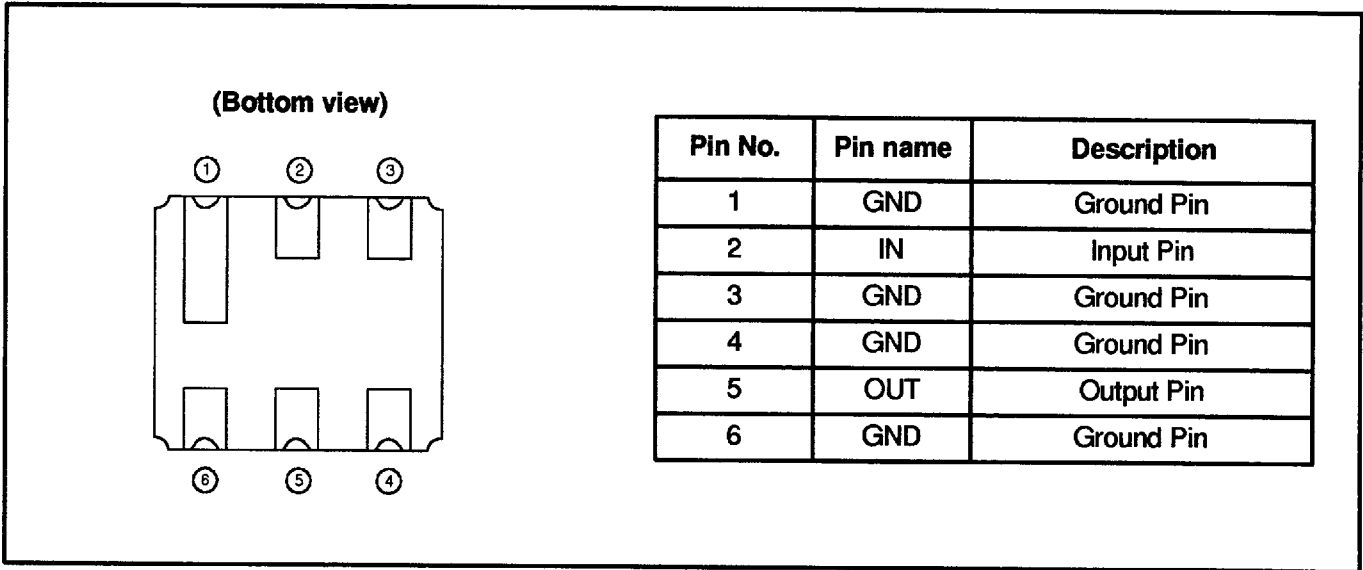 (Bottom view)
① ② ③
⑥ ⑤ ④
Pin No. Pin name Description
1 GND Ground Pin
2 IN Input Pin
3 GND Ground Pin
4 GND Ground Pin
5 OUT Output Pin
6 GND Ground Pin